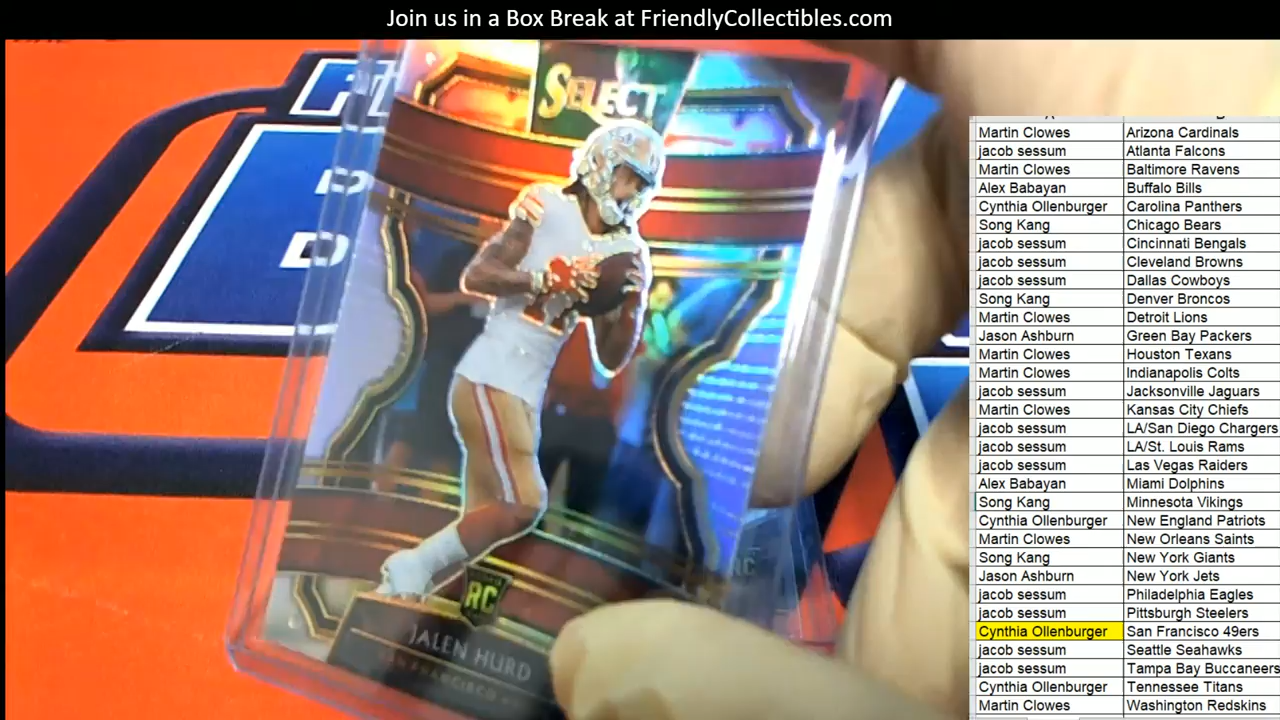 Join us in a Box Break at FriendlyCollectibles.com
SELECT
RC
JALEN HURD
SAN FRANCISCO
Martin Clowes Arizona Cardinals
jacob sessum Atlanta Falcons
Martin Clowes Baltimore Ravens
Alex Babayan Buffalo Bills
Cynthia Ollenburger Carolina Panthers
Song Kang Chicago Bears
jacob sessum Cincinnati Bengals
jacob sessum Cleveland Browns
jacob sessum Dallas Cowboys
Song Kang Denver Broncos
Martin Clowes Detroit Lions
Jason Ashburn Green Bay Packers
Martin Clowes Houston Texans
Martin Clowes Indianapolis Colts
jacob sessum Jacksonville Jaguars
Martin Clowes Kansas City Chiefs
jacob sessum LA/San Diego Chargers
jacob sessum LA/St. Louis Rams
jacob sessum Las Vegas Raiders
Alex Babayan Miami Dolphins
Song Kang Minnesota Vikings
Cynthia Ollenburger New England Patriots
Martin Clowes New Orleans Saints
Song Kang New York Giants
Jason Ashburn New York Jets
jacob sessum Philadelphia Eagles
jacob sessum Pittsburgh Steelers
Cynthia Ollenburger San Francisco 49ers
jacob sessum Seattle Seahawks
jacob sessum Tampa Bay Buccaneers
Cynthia Ollenburger Tennessee Titans
Martin Clowes Washington Redskins